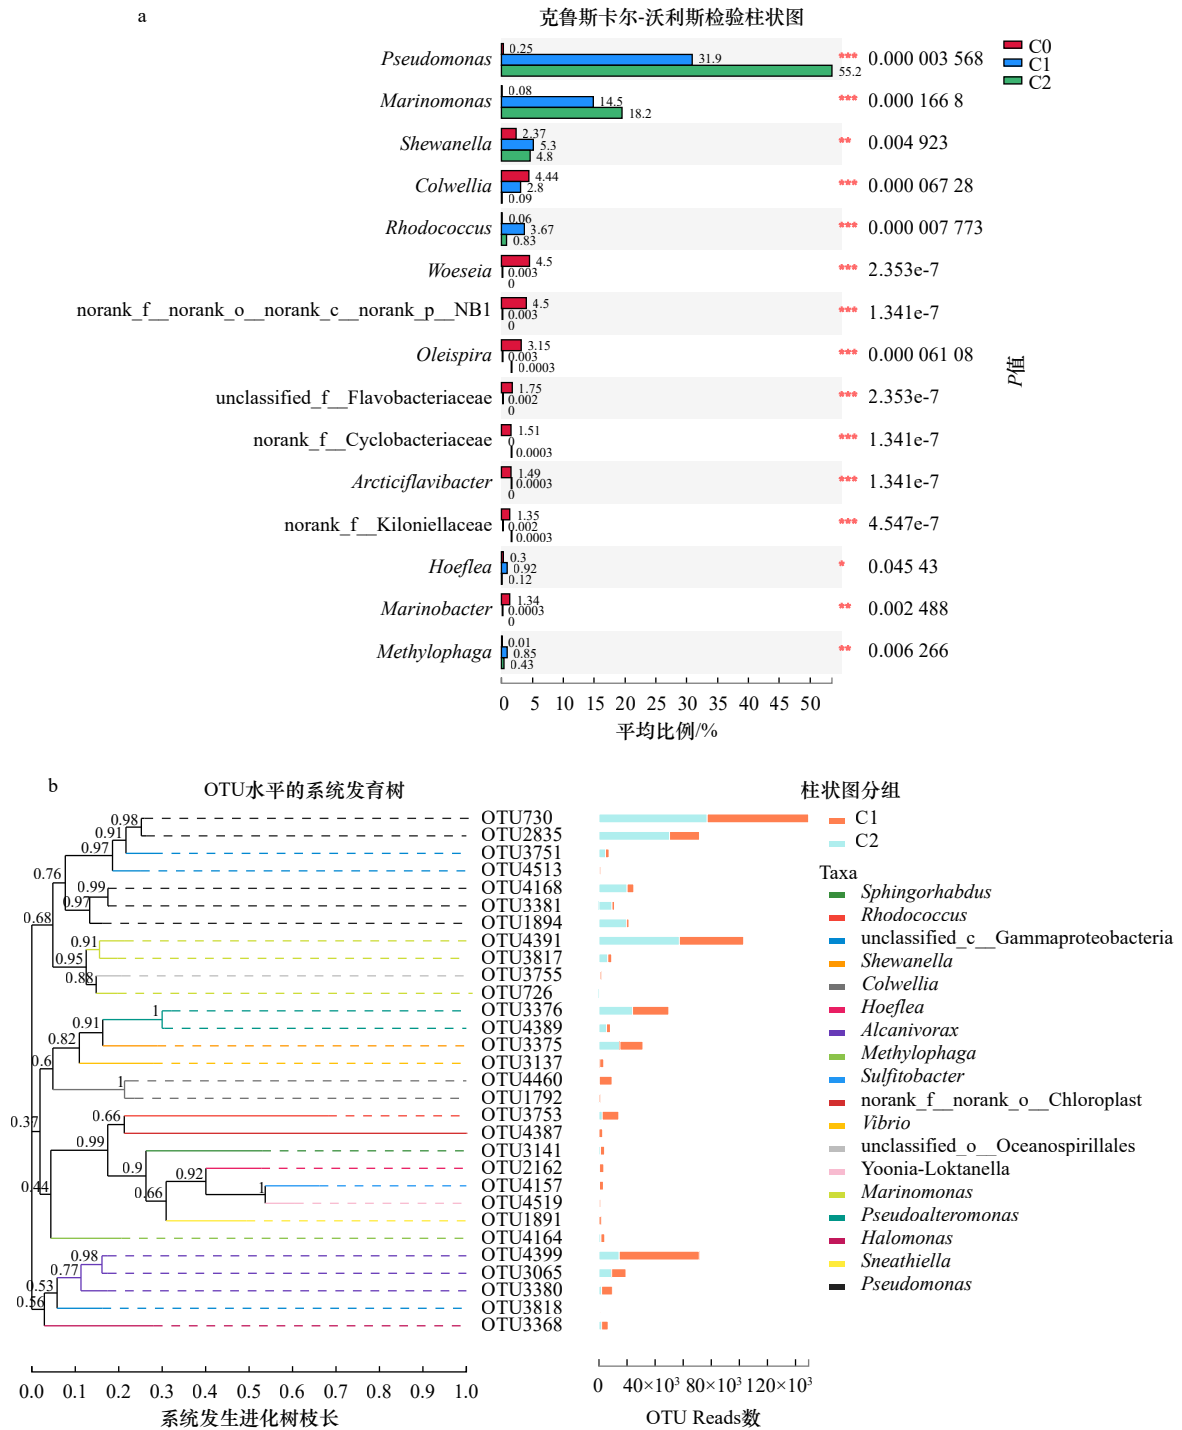 a
克鲁斯卡尔-沃利斯检验柱状图
C0
C1
C2
Pseudomonas 0.25 31.9 55.2 *** 0.000 003 568
Marinomonas 0.08 14.5 18.2 *** 0.000 166 8
Shewanella 2.37 5.3 4.8 ** 0.004 923
Colwellia 4.44 2.8 0.09 *** 0.000 067 28
Rhodococcus 0.06 3.67 0.83 *** 0.000 007 773
Woeseia 4.5 0.003 0 *** 2.353e-7
norank_f__norank_o__norank_c__norank_p__NB1 4.5 0.003 0 *** 1.341e-7
Oleispira 3.15 0.003 0.0003 *** 0.000 061 08
unclassified_f__Flavobacteriaceae 1.75 0.002 0 *** 2.353e-7
norank_f__Cyclobacteriaceae 1.51 0 0.0003 *** 1.341e-7
Arcticiflavibacter 1.49 0.0003 0 *** 1.341e-7
norank_f__Kiloniellaceae 1.35 0.002 0.0003 *** 4.547e-7
Hoeflea 0.3 0.92 0.12 * 0.045 43
Marinobacter 1.34 0.0003 0 ** 0.002 488
Methylophaga 0.01 0.85 0.43 ** 0.006 266
P值
0 5 10 15 20 25 30 35 40 45 50
平均比例/%
b
OTU水平的系统发育树
柱状图分组
C1
C2
Taxa
Sphingorhabdus
Rhodococcus
unclassified_c__Gammaproteobacteria
Shewanella
Colwellia
Hoeflea
Alcanivorax
Methylophaga
Sulfitobacter
norank_f__norank_o__Chloroplast
Vibrio
unclassified_o__Oceanospirillales
Yoonia-Loktanella
Marinomonas
Pseudoalteromonas
Halomonas
Sneathiella
Pseudomonas
OTU730
OTU2835
OTU3751
OTU4513
OTU4168
OTU3381
OTU1894
OTU4391
OTU3817
OTU3755
OTU726
OTU3376
OTU4389
OTU3375
OTU3137
OTU4460
OTU1792
OTU3753
OTU4387
OTU3141
OTU2162
OTU4157
OTU4519
OTU1891
OTU4164
OTU4399
OTU3065
OTU3380
OTU3818
OTU3368
0.98
0.91
0.97
0.76
0.99
0.97
0.68
0.91
0.95
0.88
1
0.91
0.82
0.6
1
0.37
0.66
0.99
0.9
0.92
0.44
0.66
1
0.98
0.77
0.53
0.56
0.0 0.1 0.2 0.3 0.4 0.5 0.6 0.7 0.8 0.9 1.0
系统发生进化树枝长
0 40×10³ 80×10³ 120×10³
OTU Reads数